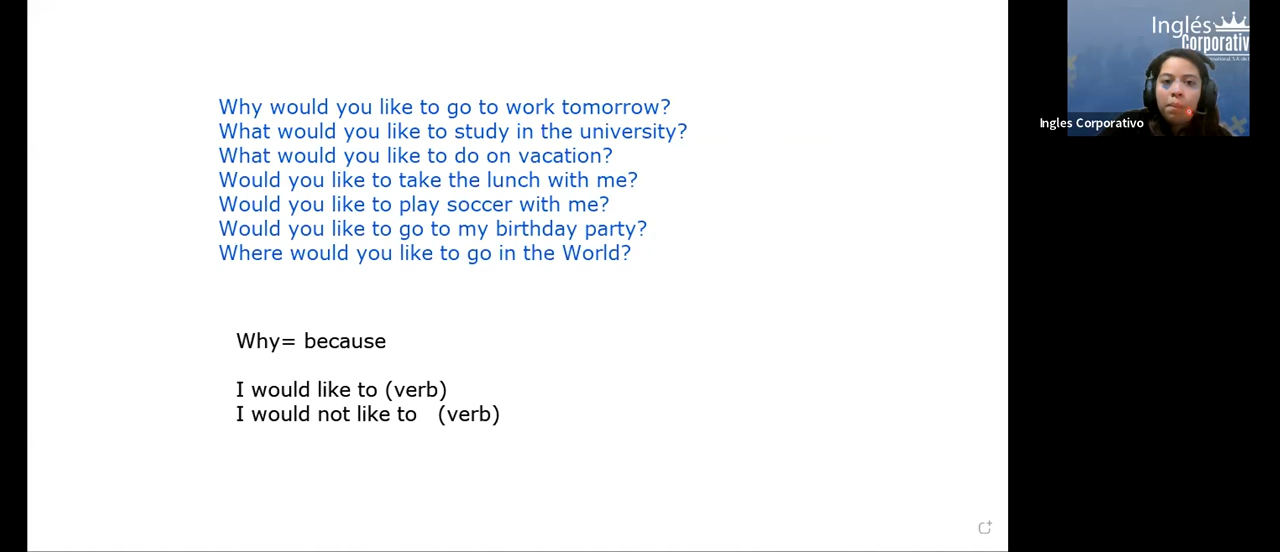 Why would you like to go to work tomorrow?
What would you like to study in the university?
What would you like to do on vacation?
Would you like to take the lunch with me?
Would you like to play soccer with me?
Would you like to go to my birthday party?
Where would you like to go in the World?
Why= because
I would like to (verb)
I would not like to (verb)
Inglés
Corporativ
Ingles Corporativo